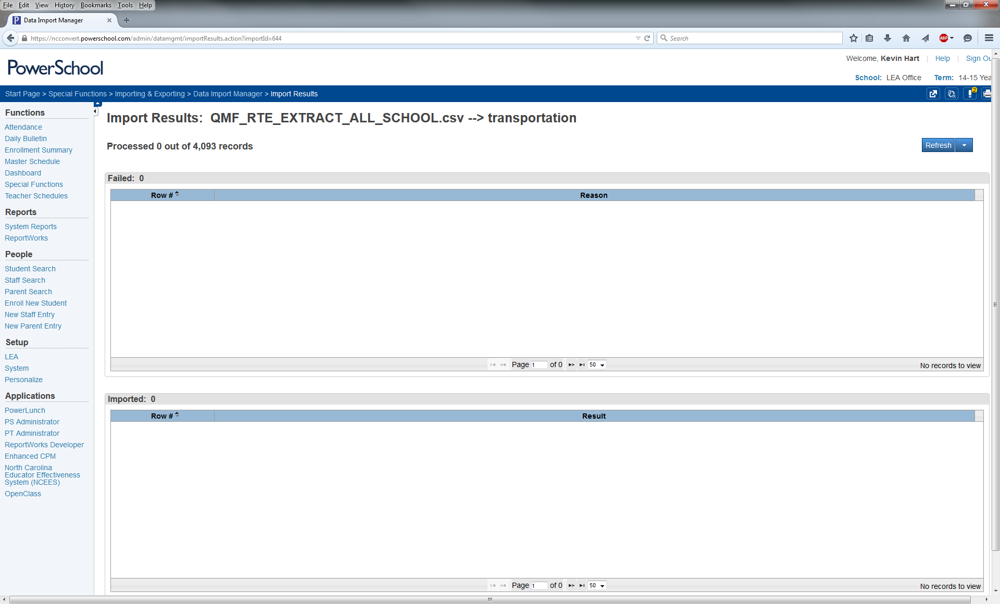 File Edit View History Bookmarks Tools Help
Data Import Manager
https://ncconvert.powerschool.com/admin/datamgmt/importResults.action?importId=644
Search
ABP
PowerSchool
Welcome, Kevin Hart | Help | Sign Ou
School: LEA Office Term: 14-15 Yea
Start Page > Special Functions > Importing & Exporting > Data Import Manager > Import Results
2
Functions
Attendance
Daily Bulletin
Enrollment Summary
Master Schedule
Dashboard
Special Functions
Teacher Schedules
Reports
System Reports
ReportWorks
People
Student Search
Staff Search
Parent Search
Enroll New Student
New Staff Entry
New Parent Entry
Setup
LEA
System
Personalize
Applications
PowerLunch
PS Administrator
PT Administrator
ReportWorks Developer
Enhanced CPM
North Carolina
Educator Effectiveness
System (NCEES)
OpenClass
Import Results: QMF_RTE_EXTRACT_ALL_SCHOOL.csv --> transportation
Processed 0 out of 4,093 records
Refresh
Failed: 0
Row # Reason
Page 1 of 0 50
No records to view
Imported: 0
Row # Result
Page 1 of 0 50
No records to view